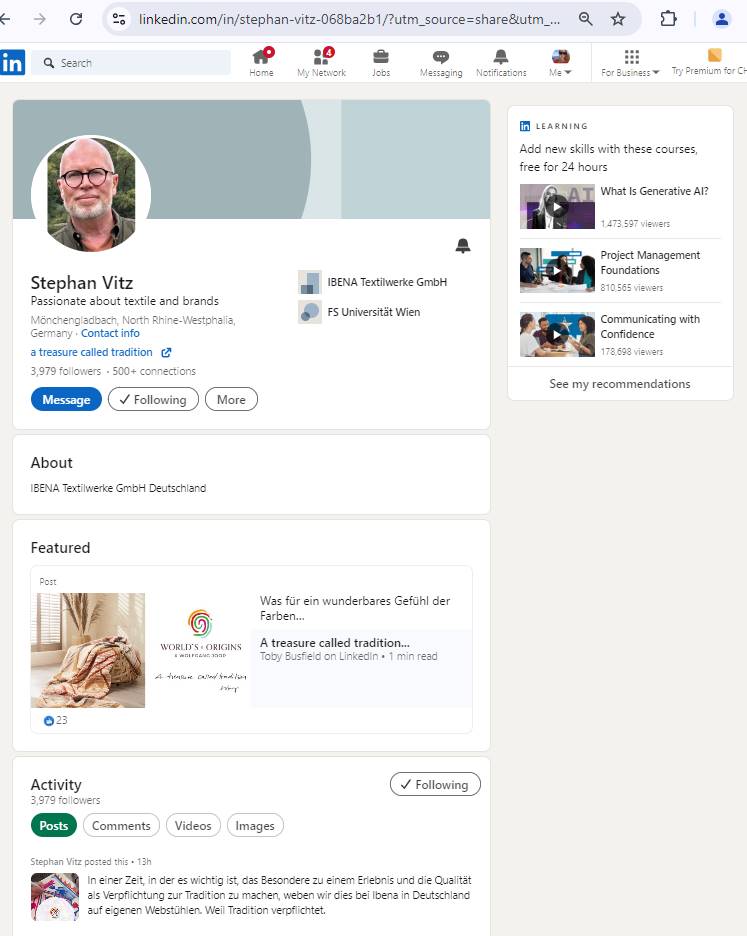 linkedin.com/in/stephan-vitz-068ba2b1/?utm_source=share&utm_...
in
Search
Home
4
My Network
Jobs
Messaging
Notifications
Me
For Business
Try Premium for CH
Stephan Vitz
Passionate about textile and brands
Mönchengladbach, North Rhine-Westphalia,
Germany · Contact info
a treasure called tradition
3,979 followers · 500+ connections
Message
Following
More
IBENA Textilwerke GmbH
FS Universität Wien
About
IBENA Textilwerke GmbH Deutschland
Featured
Post
WORLD'S ORIGINS
& WOLFGANG JOOP
A treasure called tradition
Was für ein wunderbares Gefühl der
Farben...
A treasure called tradition...
Toby Busfield on LinkedIn • 1 min read
23
Activity
3,979 followers
Following
Posts
Comments
Videos
Images
Stephan Vitz posted this • 13h
In einer Zeit, in der es wichtig ist, das Besondere zu einem Erlebnis und die Qualität
als Verpflichtung zur Tradition zu machen, weben wir dies bei Ibena in Deutschland
auf eigenen Webstühlen. Weil Tradition verpflichtet.
in LEARNING
Add new skills with these courses,
free for 24 hours
What Is Generative AI?
1,473,597 viewers
Project Management
Foundations
810,565 viewers
Communicating with
Confidence
178,698 viewers
See my recommendations